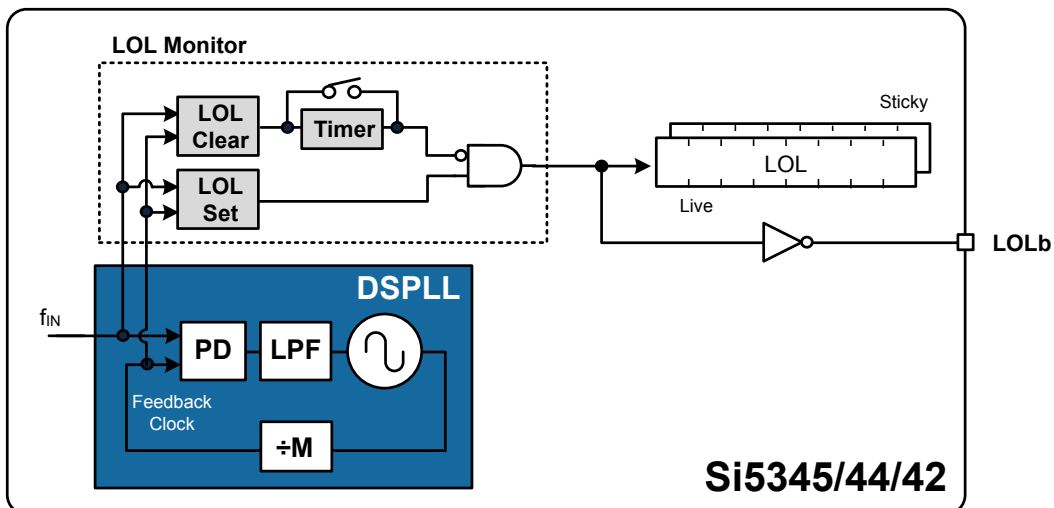 LOL Monitor
LOL
Clear
Timer
LOL
Set
Sticky
LOL
Live
LOLb
DSPLL
fIN
PD
LPF
Feedback
Clock
÷M
Si5345/44/42